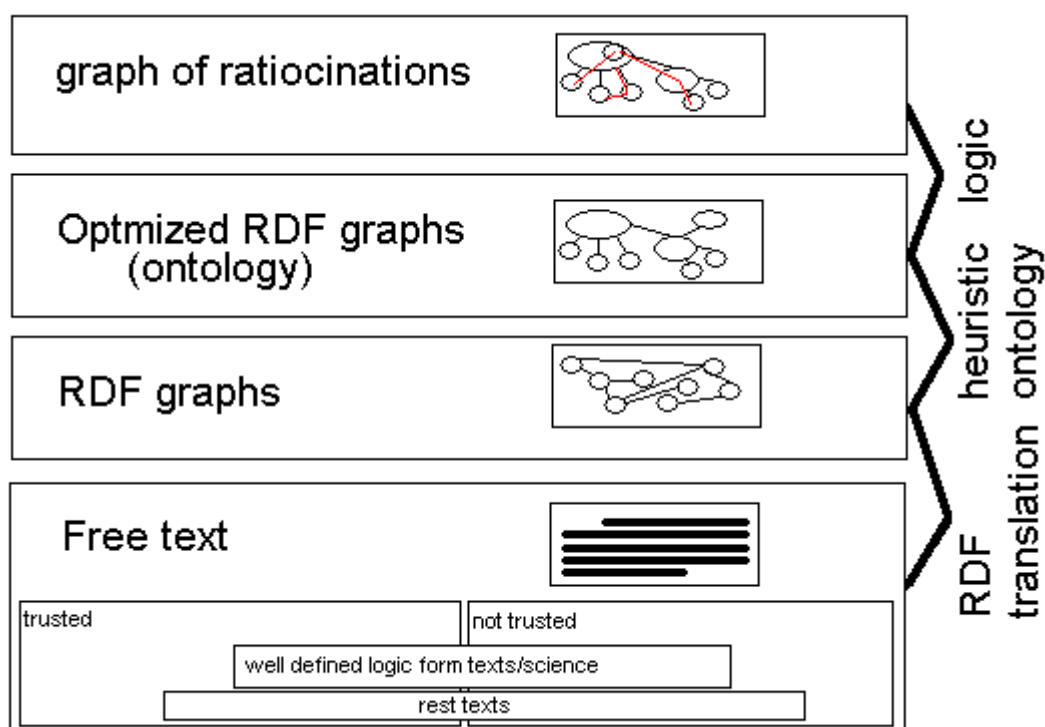 graph of ratiocinations
Optmized RDF graphs
(ontology)
RDF graphs
Free text
trusted
not trusted
well defined logic form texts/science
rest texts
logic
heuristic
ontology
RDF
translation